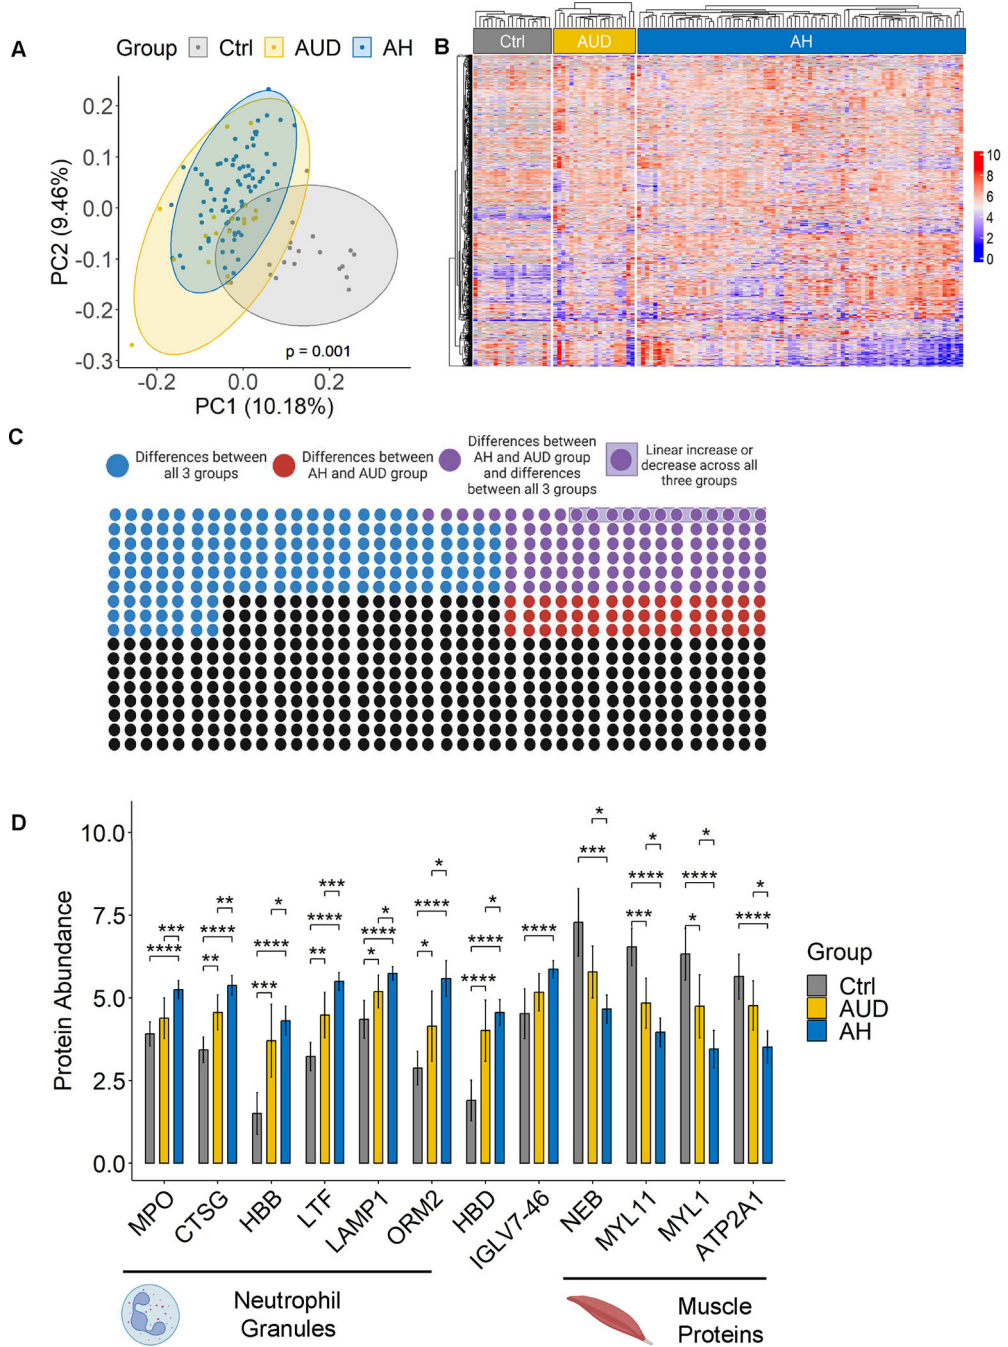 A
Group Ctrl AUD AH
0.2
0.1
0.0
-0.1
-0.2
-0.3
PC2 (9.46%)
p = 0.001
-0.2 0.0 0.2
PC1 (10.18%)
B
Ctrl AUD AH
10
8
6
4
2
0
C
Differences between
all 3 groups
Differences between
AH and AUD group
Differences between
AH and AUD group
and differences
between all 3 groups
Linear increase or
decrease across all
three groups
D
Protein Abundance
10.0
7.5
5.0
2.5
0.0
*** ****
** **** **
* **** ***
*** **** **
* **** *
* **** *
* **** ****
****
* ***
* **** ***
* **** *
* ****
Group
Ctrl
AUD
AH
MPO CTSG HBB LTF LAMP1 ORM2 HBD IGLV7-46 NEB MYL11 MYL1 ATP2A1
Neutrophil
Granules
Muscle
Proteins